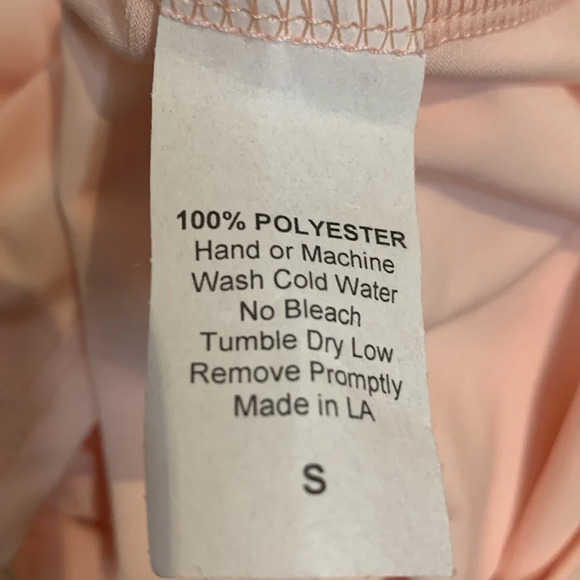 100% POLYESTER
Hand or Machine
Wash Cold Water
No Bleach
Tumble Dry Low
Remove Promptly
Made in LA
S